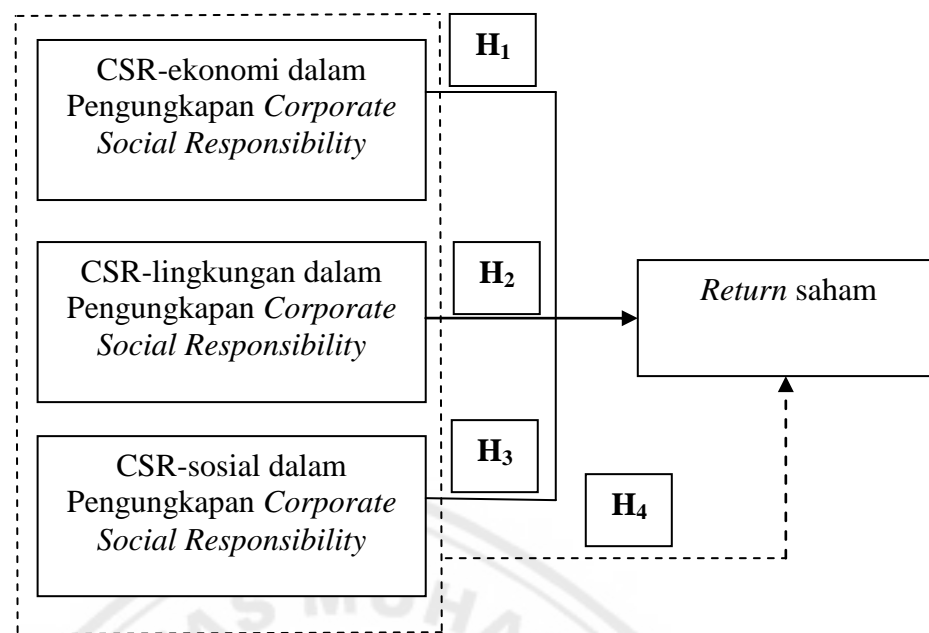 CSR-ekonomi dalam
Pengungkapan Corporate
Social Responsibility
H₁
CSR-lingkungan dalam
Pengungkapan Corporate
Social Responsibility
H₂
Return saham
CSR-sosial dalam
Pengungkapan Corporate
Social Responsibility
H₃
H₄